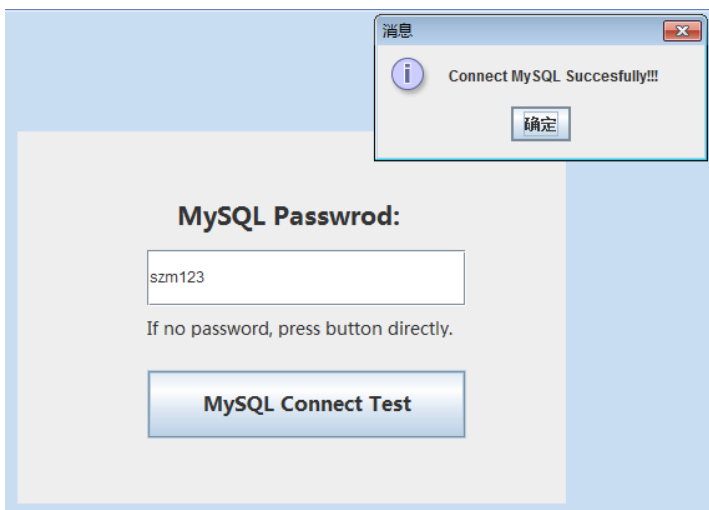 消息
Connect MySQL Succesfully!!!
确定
MySQL Passwrod:
szm123
If no password, press button directly.
MySQL Connect Test